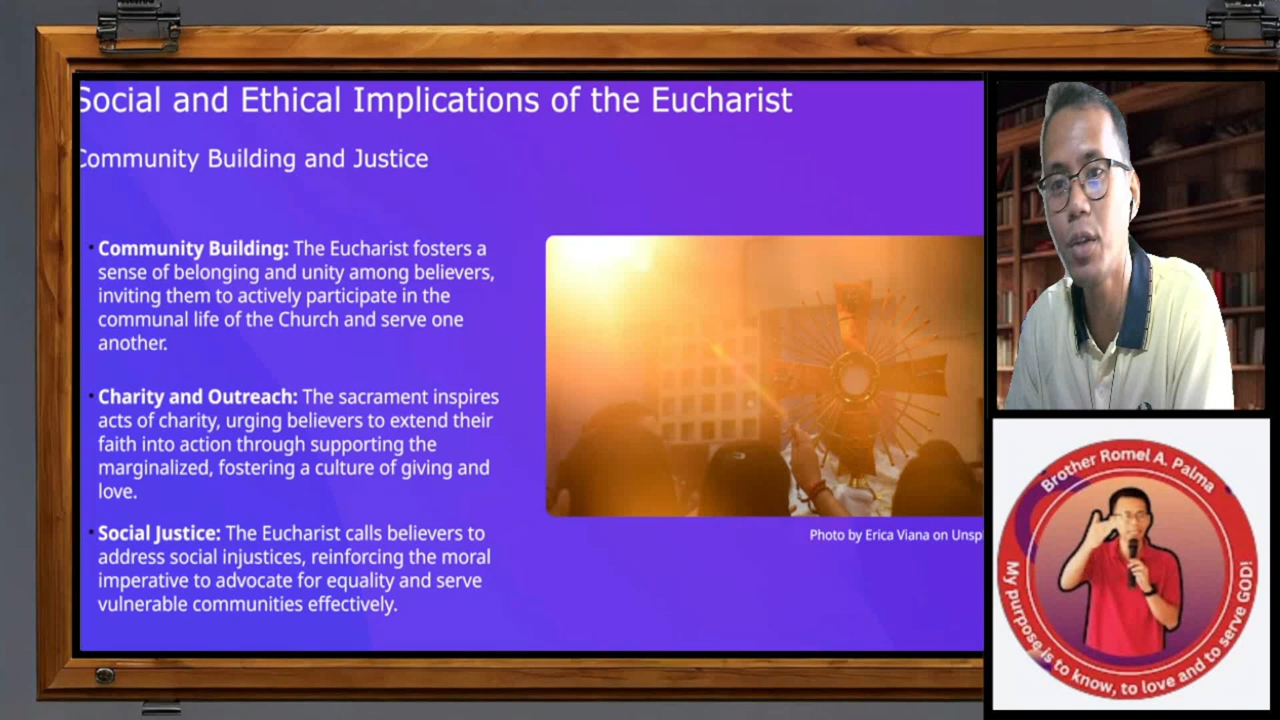 Social and Ethical Implications of the Eucharist
Community Building and Justice
• Community Building: The Eucharist fosters a
sense of belonging and unity among believers,
inviting them to actively participate in the
communal life of the Church and serve one
another.
• Charity and Outreach: The sacrament inspires
acts of charity, urging believers to extend their
faith into action through supporting the
marginalized, fostering a culture of giving and
love.
• Social Justice: The Eucharist calls believers to
address social injustices, reinforcing the moral
imperative to advocate for equality and serve
vulnerable communities effectively.
Photo by Erica Viana on Unsp
Brother Romel A. Palma
My purpose is to know, to love and to serve GOD!